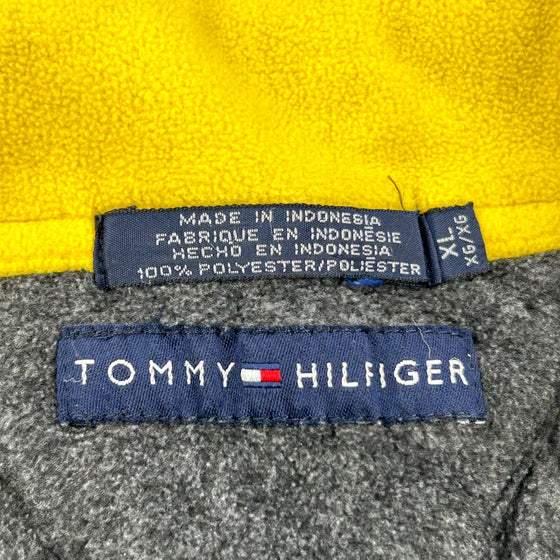 MADE IN INDONESIA
FABRIQUE EN INDONÉSIE
HECHO EN INDONESIA
100% POLYESTER/POLIÉSTER
XL
XG/XG
TOMMY HILFIGER